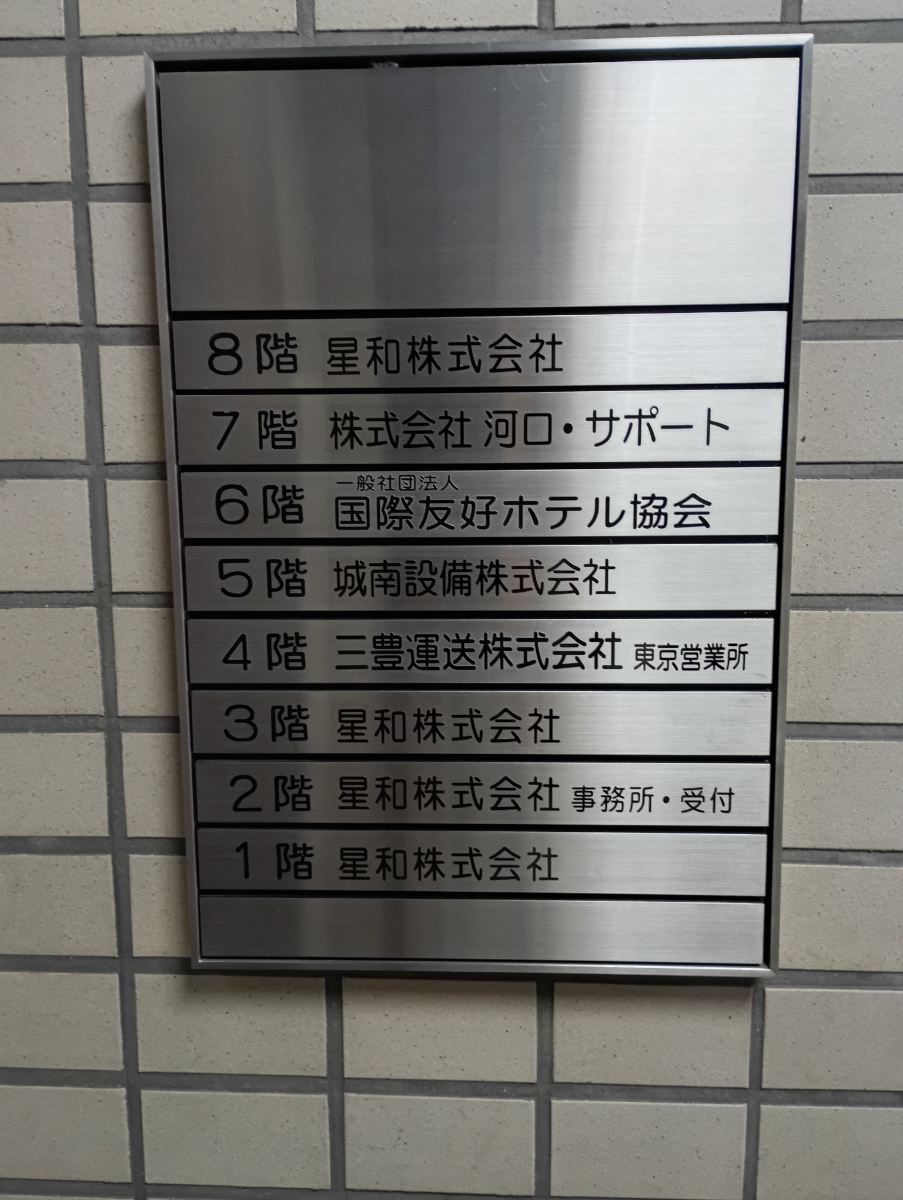 8階 星和株式会社
7階 株式会社 河口・サポート
一般社団法人
6階 国際友好ホテル協会
5階 城南設備株式会社
4階 三豊運送株式会社 東京営業所
3階 星和株式会社
2階 星和株式会社 事務所・受付
1階 星和株式会社